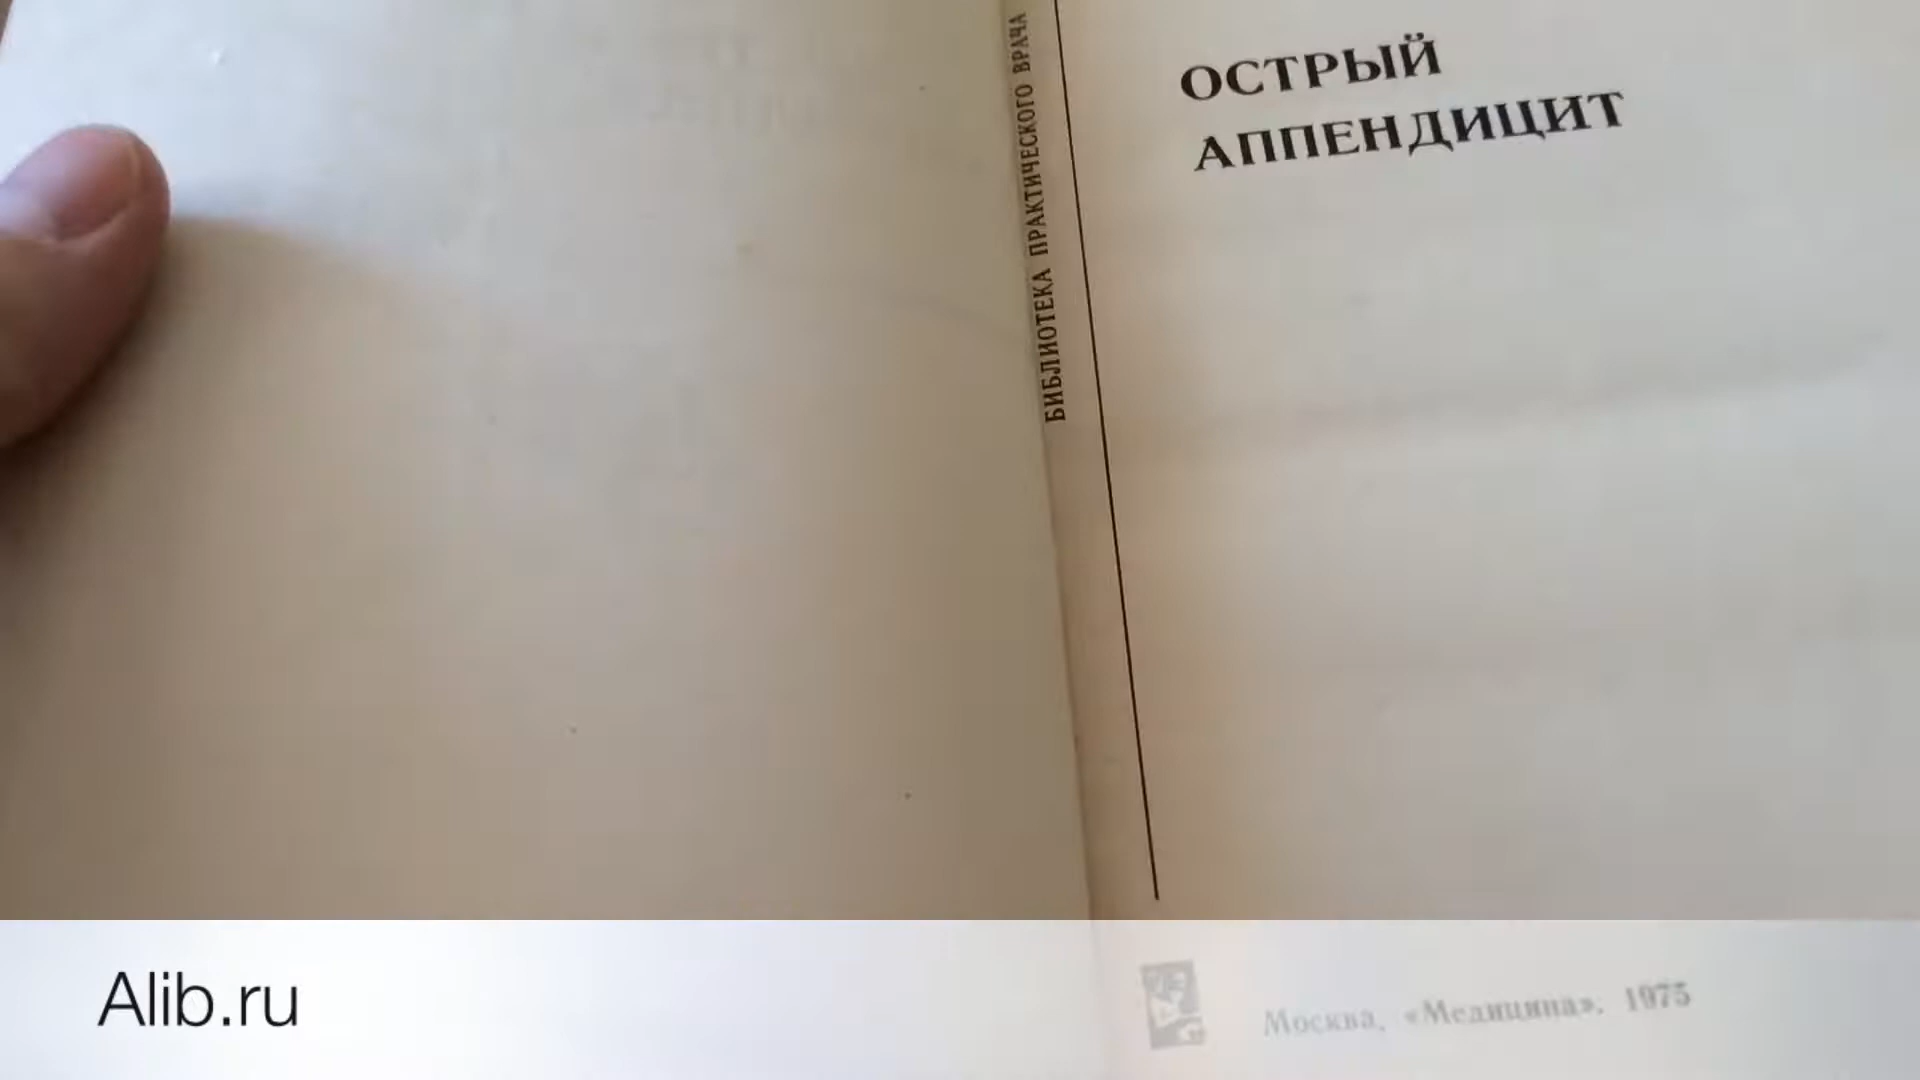 БИБЛИОТЕКА ПРАКТИЧЕСКОГО ВРАЧА
ОСТРЫЙ
АППЕНДИЦИТ
Москва, «Медицина», 1975
Alib.ru